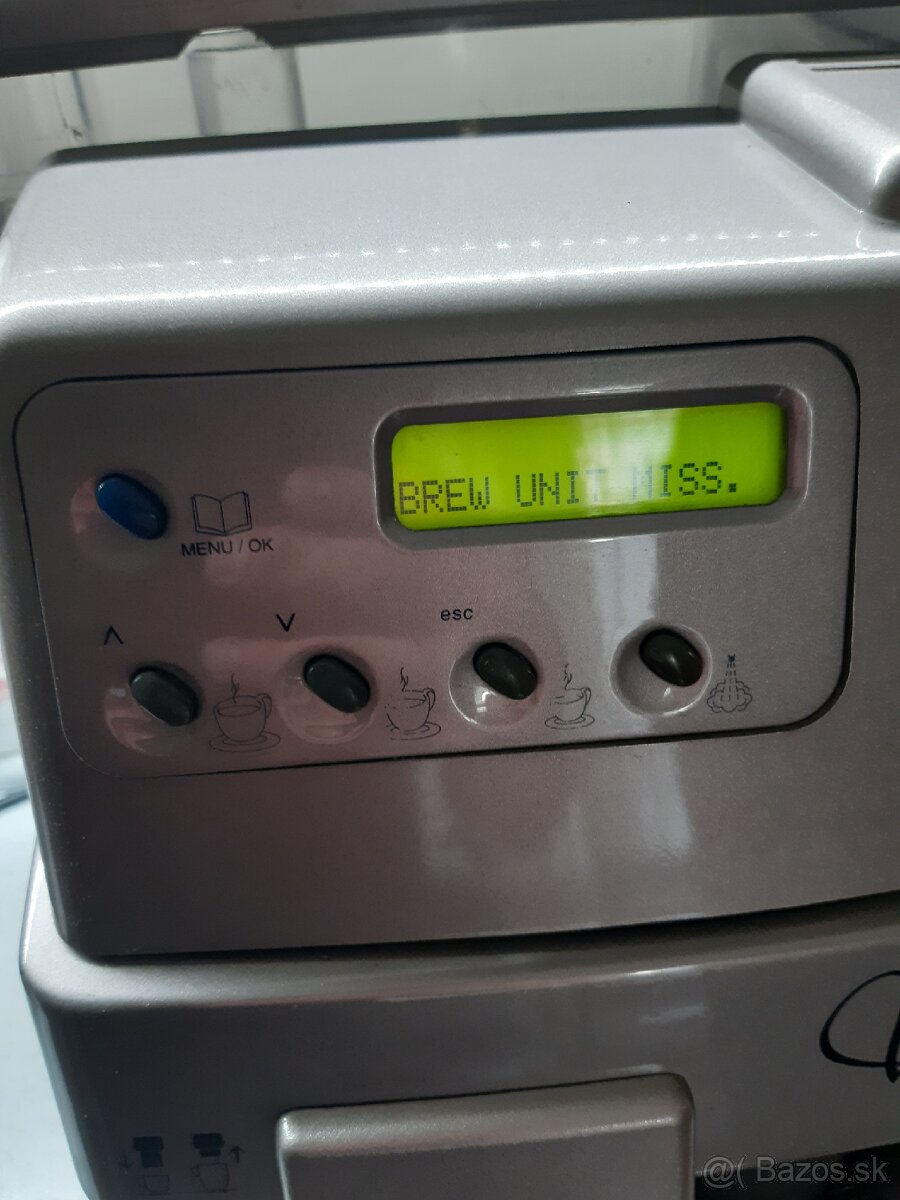 BREW UNIT MISS.
MENU / OK
esc
@( Bazos.sk